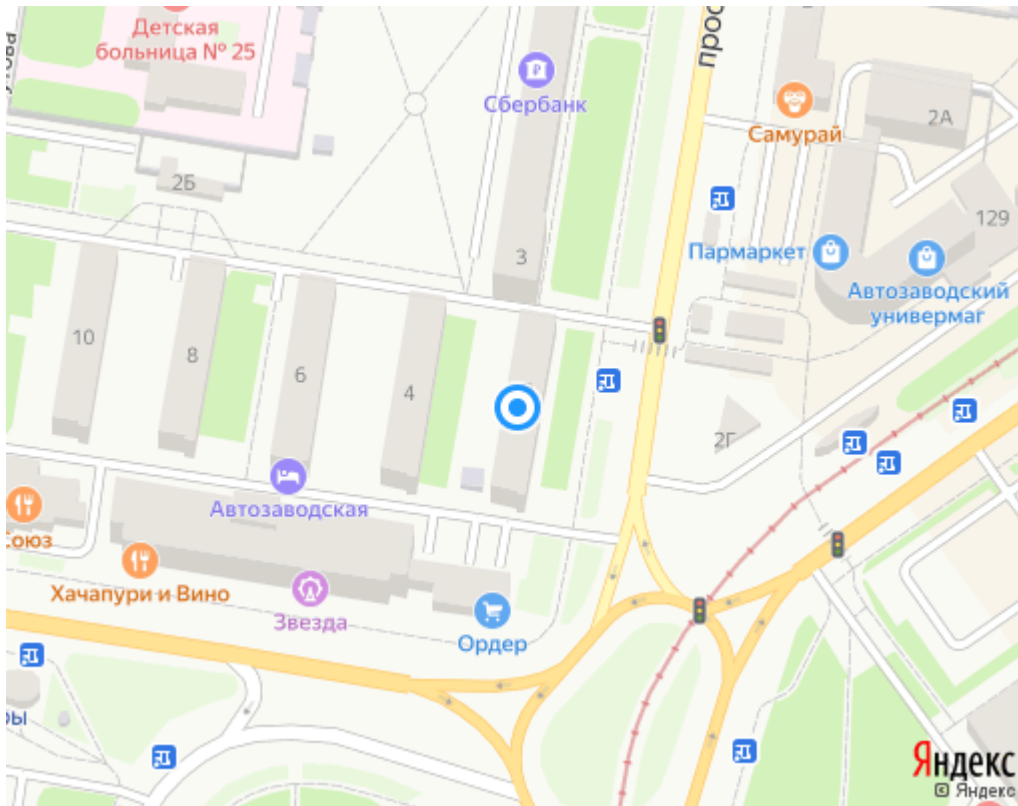 Детская
больница № 25
Сбербанк
Самурай
2А
2Б
129
3
Пармаркет
Автозаводский
универмаг
10
8
6
4
2Г
Автозаводская
Хачапури и Вино
Звезда
Ордер
Яндекс
© Яндекс